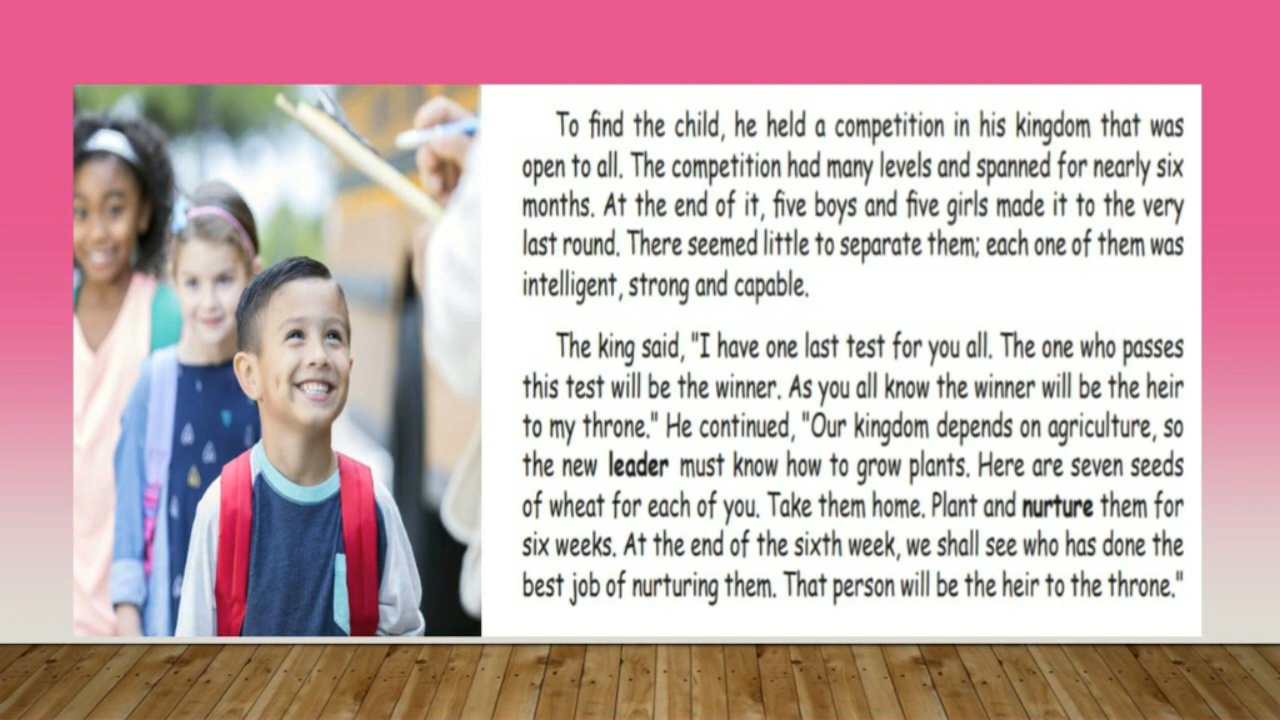 To find the child, he held a competition in his kingdom that was
open to all. The competition had many levels and spanned for nearly six
months. At the end of it, five boys and five girls made it to the very
last round. There seemed little to separate them; each one of them was
intelligent, strong and capable.
The king said, "I have one last test for you all. The one who passes
this test will be the winner. As you all know the winner will be the heir
to my throne." He continued, "Our kingdom depends on agriculture, so
the new leader must know how to grow plants. Here are seven seeds
of wheat for each of you. Take them home. Plant and nurture them for
six weeks. At the end of the sixth week, we shall see who has done the
best job of nurturing them. That person will be the heir to the throne."